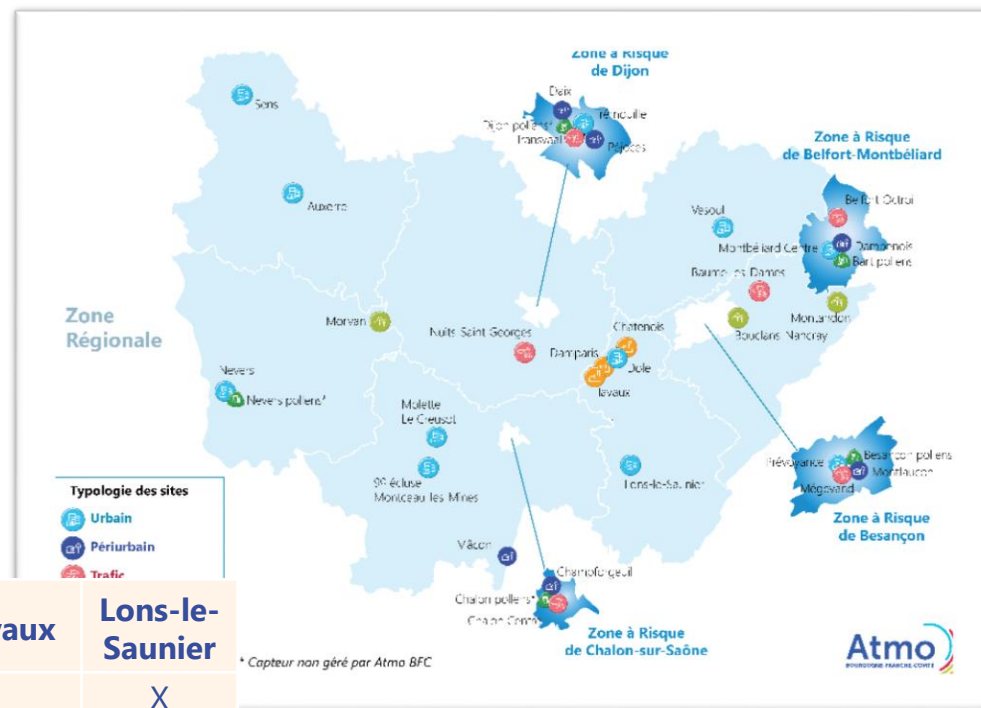 Zone à Risque
de Dijon
Daix
Trémouille
Dijon pollens*
Transvaal
Péjoces
Sens
Zone à Risque
de Belfort-Montbéliard
Belfort Octroi
Auxerre
Vesoul
Montbéliard Centre
Dampenois
Bart pollens
Baume les Dames
Zone
Régionale
Morvan
Nuits Saint Georges
Chatenois
Montandon
Bouclans Nancray
Damparis
Dole
Tavaux
Nevers
Nevers pollens*
Molette
Le Creusot
9e écluse
Montceau les Mines
Lons-le-Saunier
Prévoyance
Besançon pollens
Montfaucon
Mégevand
Typologie des sites
Urbain
Périurbain
Trafic
Zone à Risque
de Besançon
Mâcon
Champforgeuil
Chalon pollens*
Chalon Centre
vaux
Lons-le-
Saunier
X
* Capteur non géré par Atmo BFC
Zone à Risque
de Chalon-sur-Saône
Atmo
BOURGOGNE FRANCHE-COMTÉ